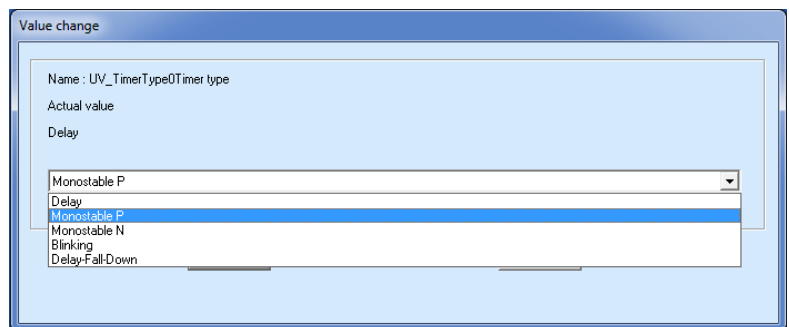 Value change
Name : UV_TimerType0Timer type
Actual value
Delay
Monostable P
Delay
Monostable P
Monostable N
Blinking
Delay-Fall-Down